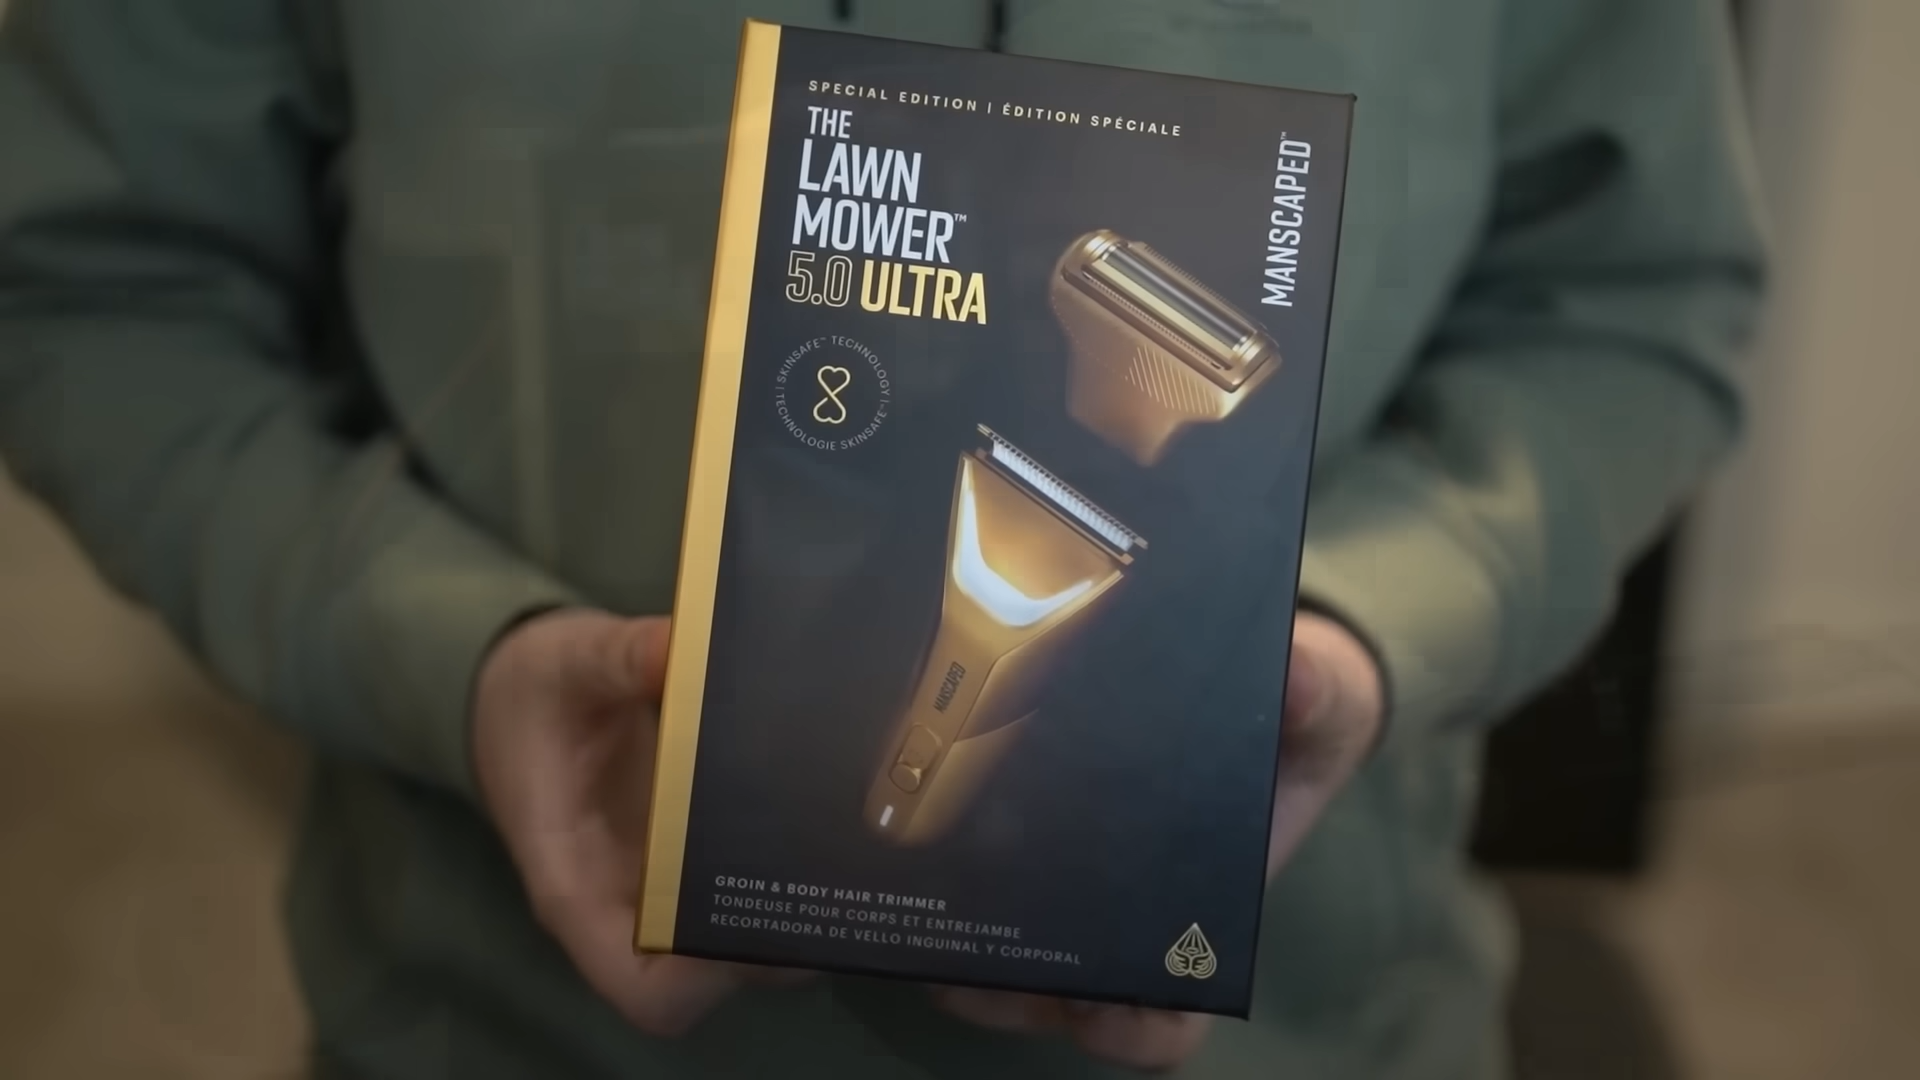 SPECIAL EDITION | ÉDITION SPÉCIALE
THE
LAWN
MOWER™
5.0 ULTRA
MANSCAPED™
SKINSAFE™ TECHNOLOGY |
TECHNOLOGIE SKINSAFE™ |
MANSCAPED
GROIN & BODY HAIR TRIMMER
TONDEUSE POUR CORPS ET ENTREJAMBE
RECORTADORA DE VELLO INGUINAL Y CORPORAL